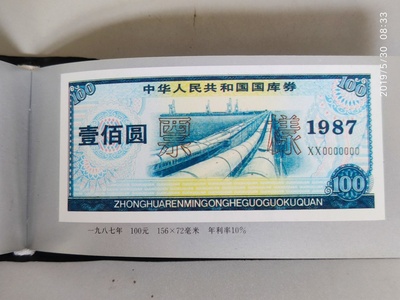 2019/5/30 08:33
100
中华人民共和国国库券
100
壹佰圆
票樣
1987
XX0000000
100
ZHONGHUARENMINGONGHEGUOGUOKUQUAN
一九八七年 100元 156×72毫米 年利率10%